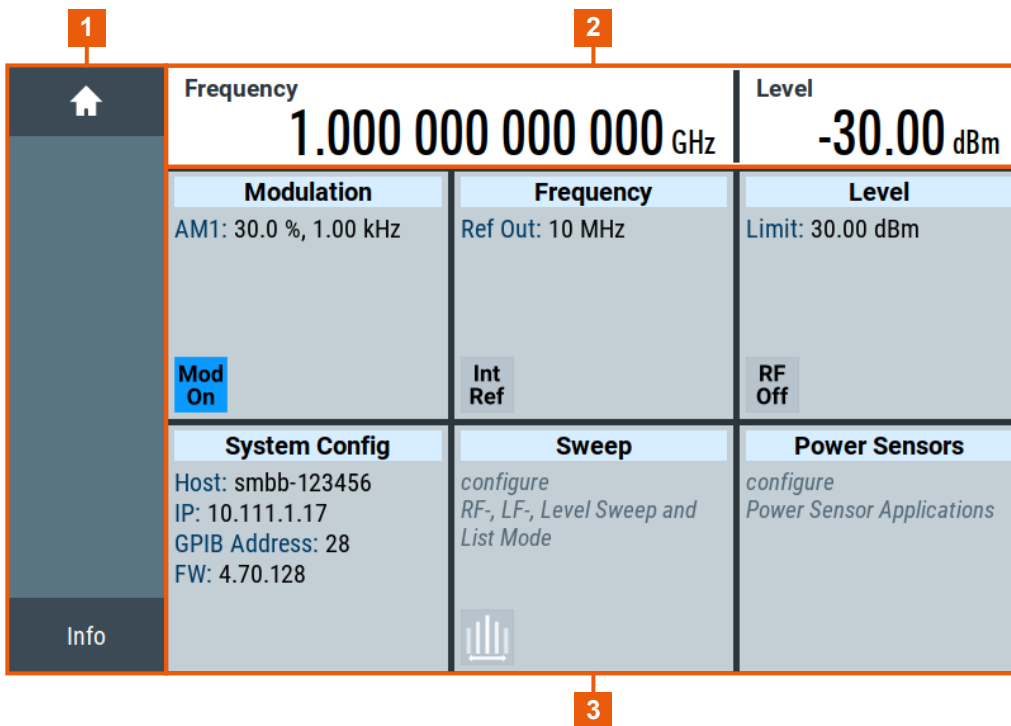 1
2
Frequency
1.000 000 000 000 GHz
Level
-30.00 dBm
Modulation
AM1: 30.0 %, 1.00 kHz
Mod
On
Frequency
Ref Out: 10 MHz
Int
Ref
Level
Limit: 30.00 dBm
RF
Off
System Config
Host: smbb-123456
IP: 10.111.1.17
GPIB Address: 28
FW: 4.70.128
Sweep
configure
RF-, LF-, Level Sweep and
List Mode
Power Sensors
configure
Power Sensor Applications
Info
3